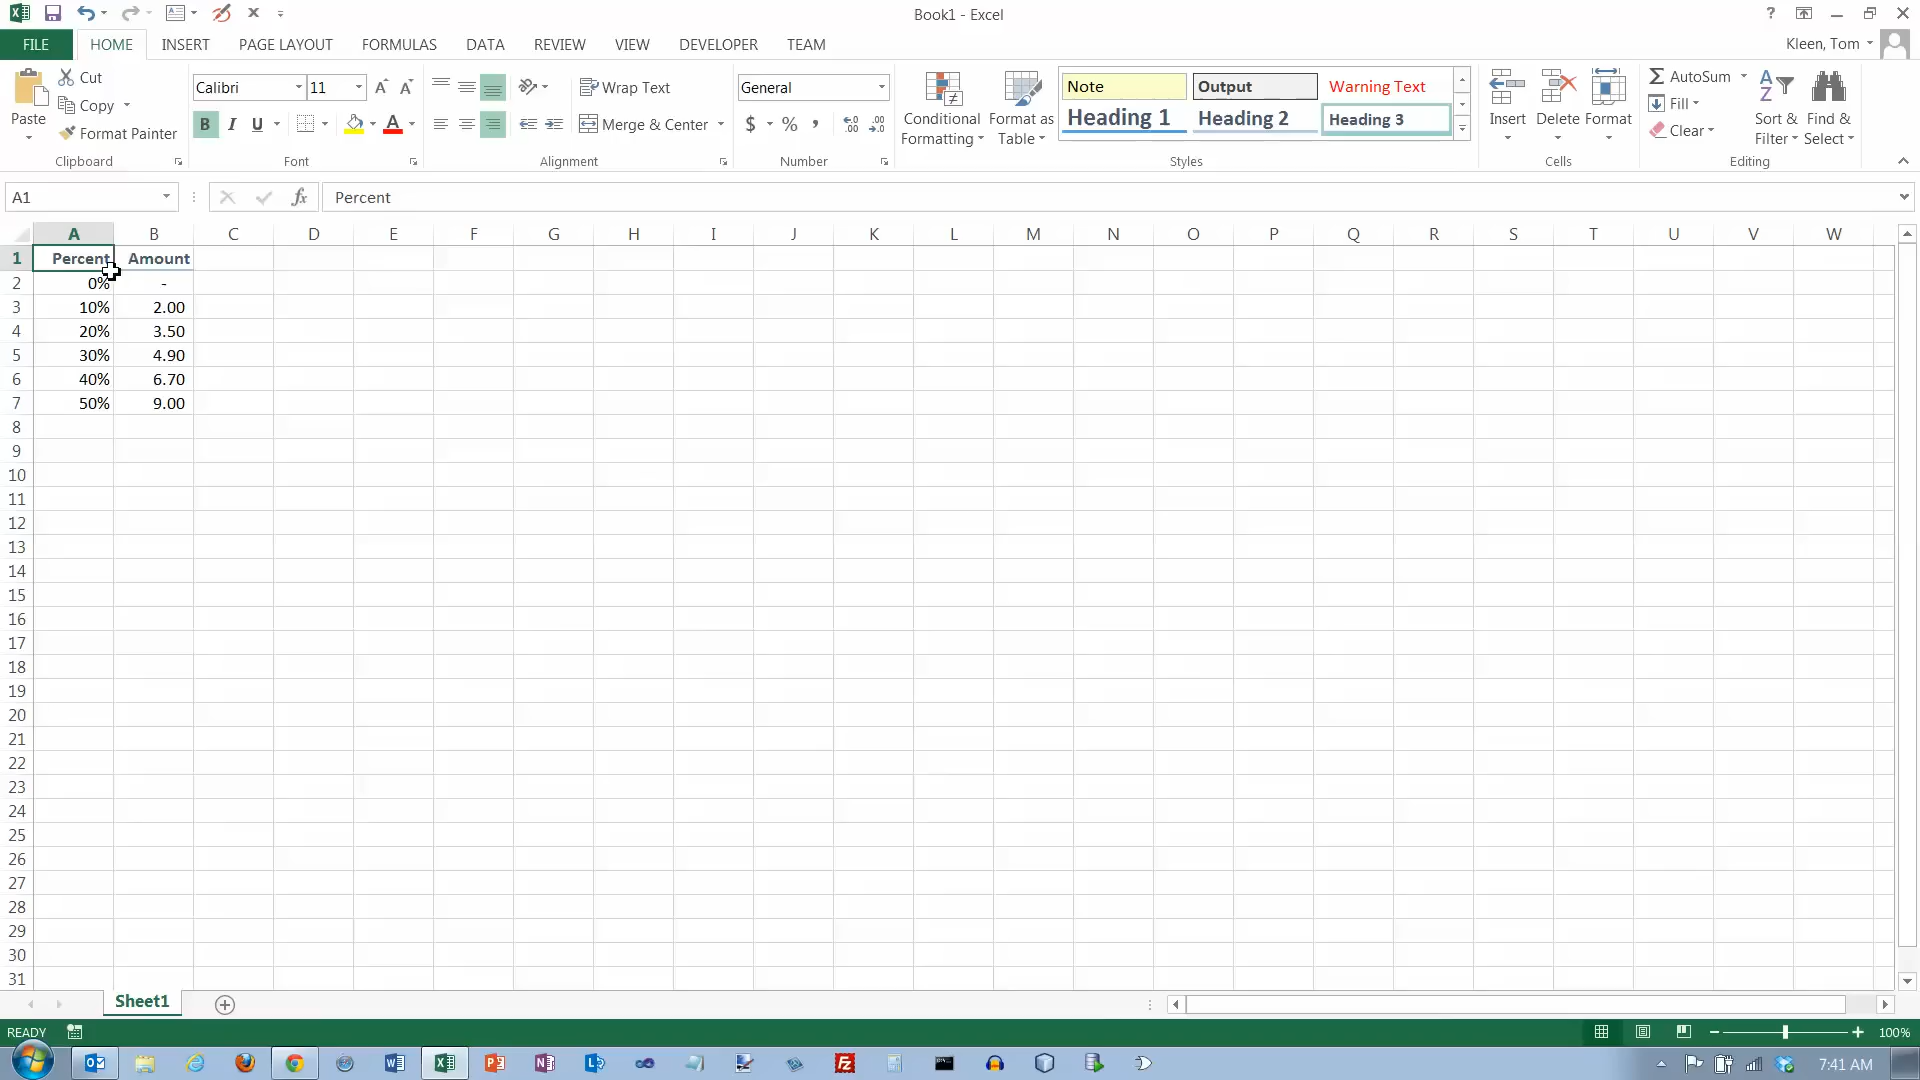 Book1 - Excel
?
Kleen, Tom
FILE
HOME
INSERT
PAGE LAYOUT
FORMULAS
DATA
REVIEW
VIEW
DEVELOPER
TEAM
Paste
Cut
Copy
Format Painter
Clipboard
Calibri
11
A A
B I U
A
Font
Wrap Text
Merge & Center
Alignment
General
$ % ,
Number
Conditional
Formatting
Format as
Table
Note
Output
Warning Text
Heading 1
Heading 2
Heading 3
Styles
Insert
Delete
Format
Cells
AutoSum
Fill
Clear
Sort &
Filter
Find &
Select
Editing
A1
fx
Percent
A B C D E F G H I J K L M N O P Q R S T U V W
1 Percent Amount
2 0% -
3 10% 2.00
4 20% 3.50
5 30% 4.90
6 40% 6.70
7 50% 9.00
8
9
10
11
12
13
14
15
16
17
18
19
20
21
22
23
24
25
26
27
28
29
30
31
Sheet1
READY
100%
7:41 AM